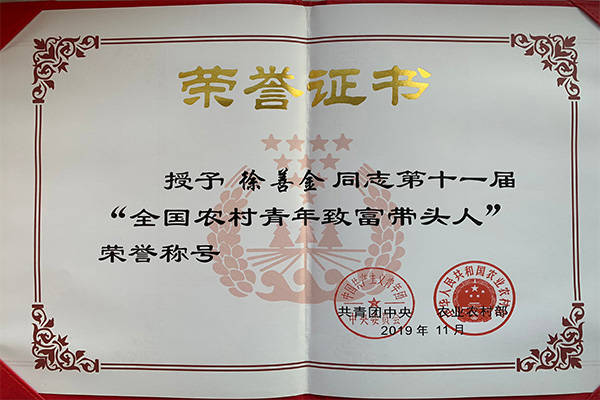 荣誉证书
授予 徐善金 同志第十一届
“全国农村青年致富带头人”
荣誉称号
共青团中央 农业农村部
2019年 11月